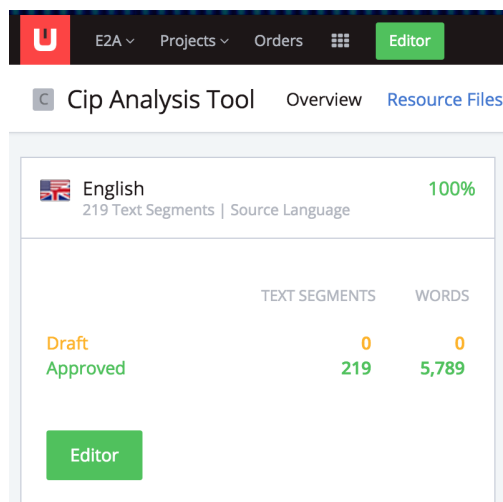 E2A Projects Orders Editor
C Cip Analysis Tool Overview Resource Files
English 100%
219 Text Segments | Source Language
TEXT SEGMENTS WORDS
Draft 0 0
Approved 219 5,789
Editor